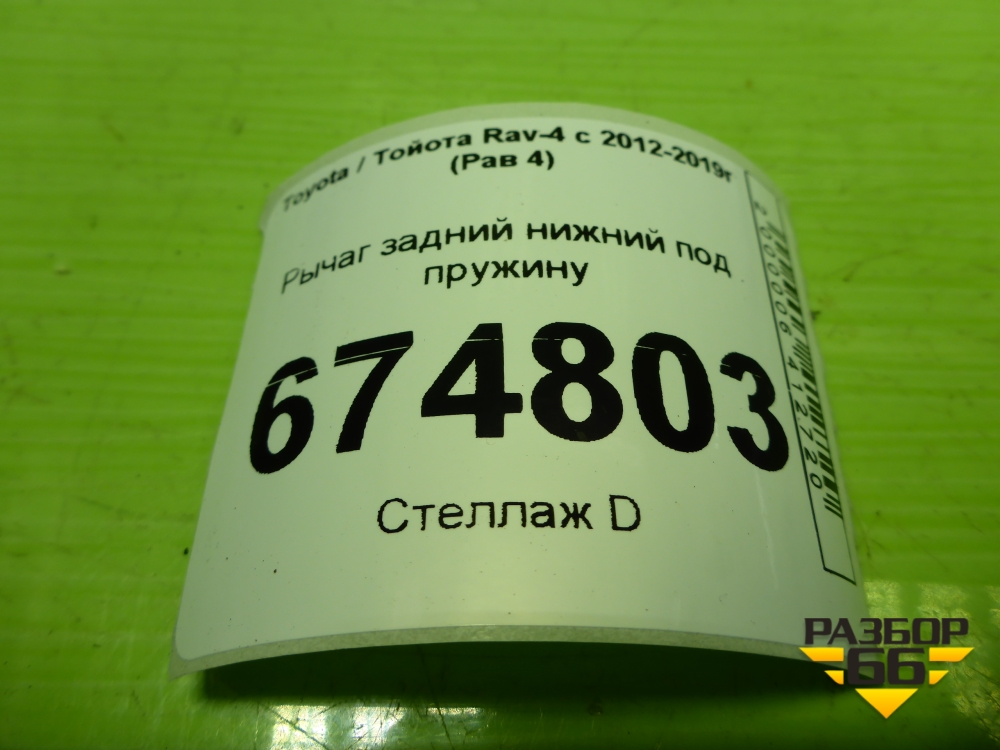 Toyota / Тойота Rav-4 с 2012-2019г
(Рав 4)
Рычаг задний нижний под
пружину
674803
Стеллаж D
2000006412720
РАЗБОР
66